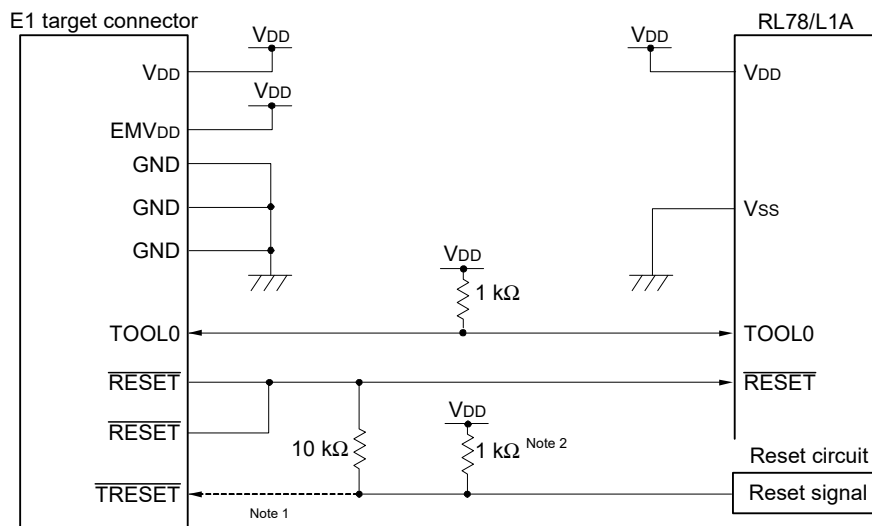 E1 target connector
RL78/L1A
VDD
VDD
VDD
VDD
VDD
EMVDD
GND
GND
VSS
GND
VDD
1 kΩ
TOOL0
TOOL0
RESET
RESET
VDD
RESET
10 kΩ
1 kΩ Note 2
Reset circuit
TRESET
Note 1
Reset signal